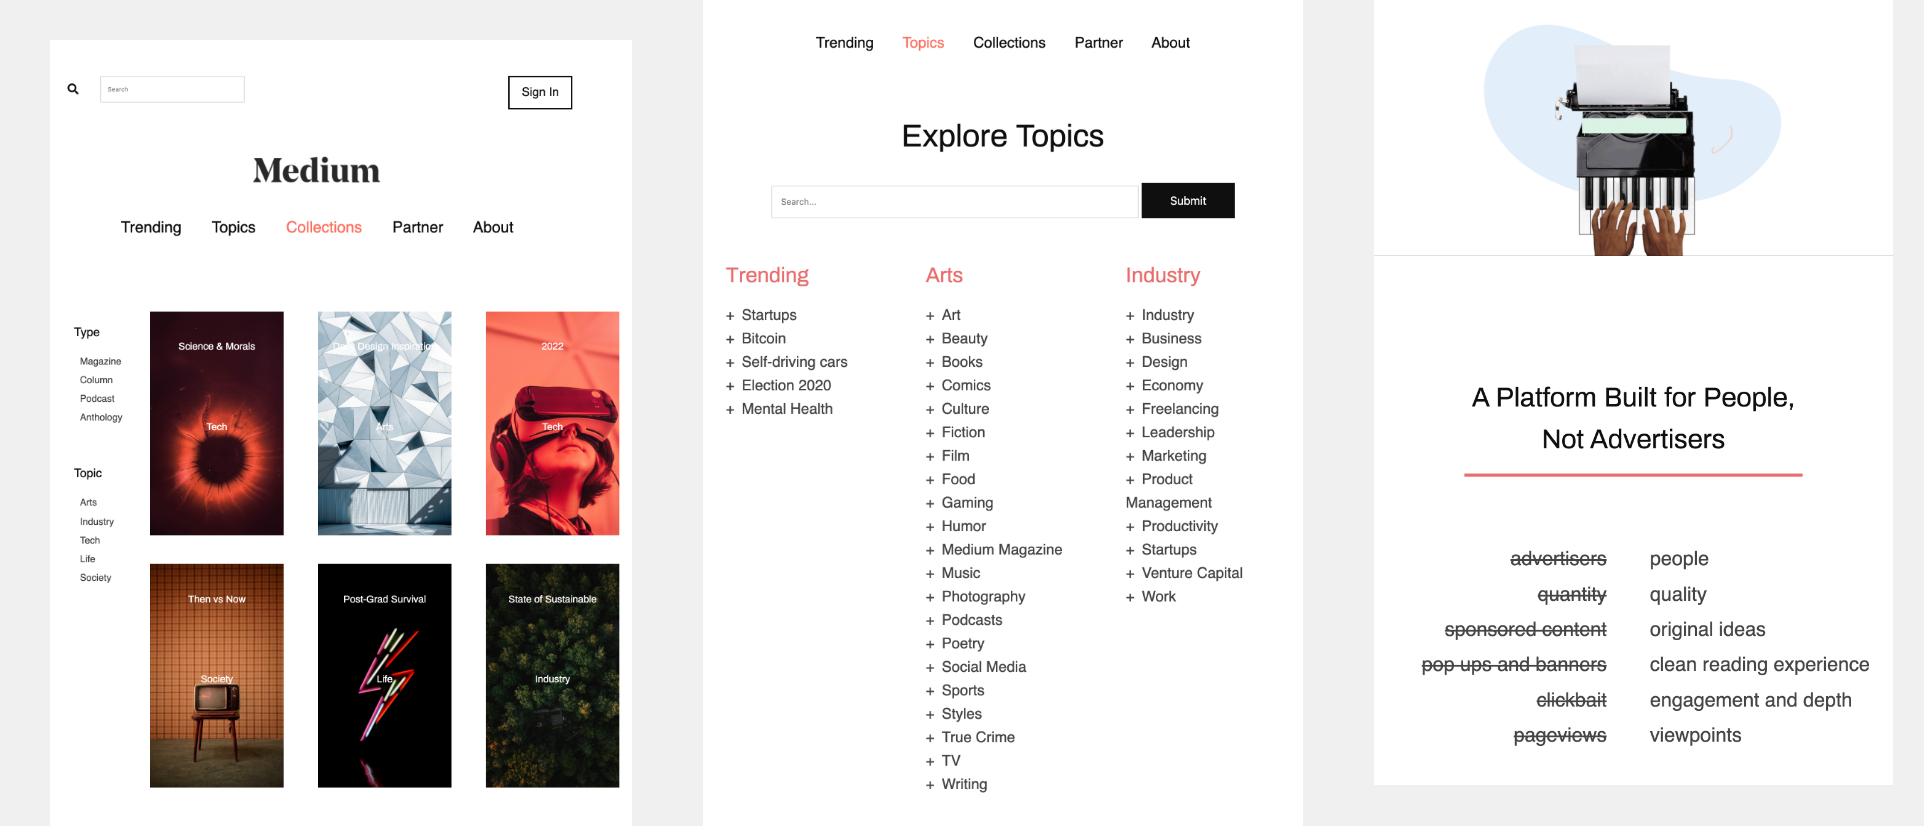 Search
Sign In
Medium
Trending Topics Collections Partner About
Type
Magazine
Column
Podcast
Anthology
Topic
Arts
Industry
Tech
Life
Society
Science & Morals
Tech
Design Inspiration
Arts
2022
Tech
Then vs Now
Society
Post-Grad Survival
Life
State of Sustainable
Industry
Trending Topics Collections Partner About
Explore Topics
Search...
Submit
Trending
+ Startups
+ Bitcoin
+ Self-driving cars
+ Election 2020
+ Mental Health
Arts
+ Art
+ Beauty
+ Books
+ Comics
+ Culture
+ Fiction
+ Film
+ Food
+ Gaming
+ Humor
+ Medium Magazine
+ Music
+ Photography
+ Podcasts
+ Poetry
+ Social Media
+ Sports
+ Styles
+ True Crime
+ TV
+ Writing
Industry
+ Industry
+ Business
+ Design
+ Economy
+ Freelancing
+ Leadership
+ Marketing
+ Product
Management
+ Productivity
+ Startups
+ Venture Capital
+ Work
A Platform Built for People,
Not Advertisers
advertisers people
quantity quality
sponsored content original ideas
pop ups and banners clean reading experience
clickbait engagement and depth
pageviews viewpoints